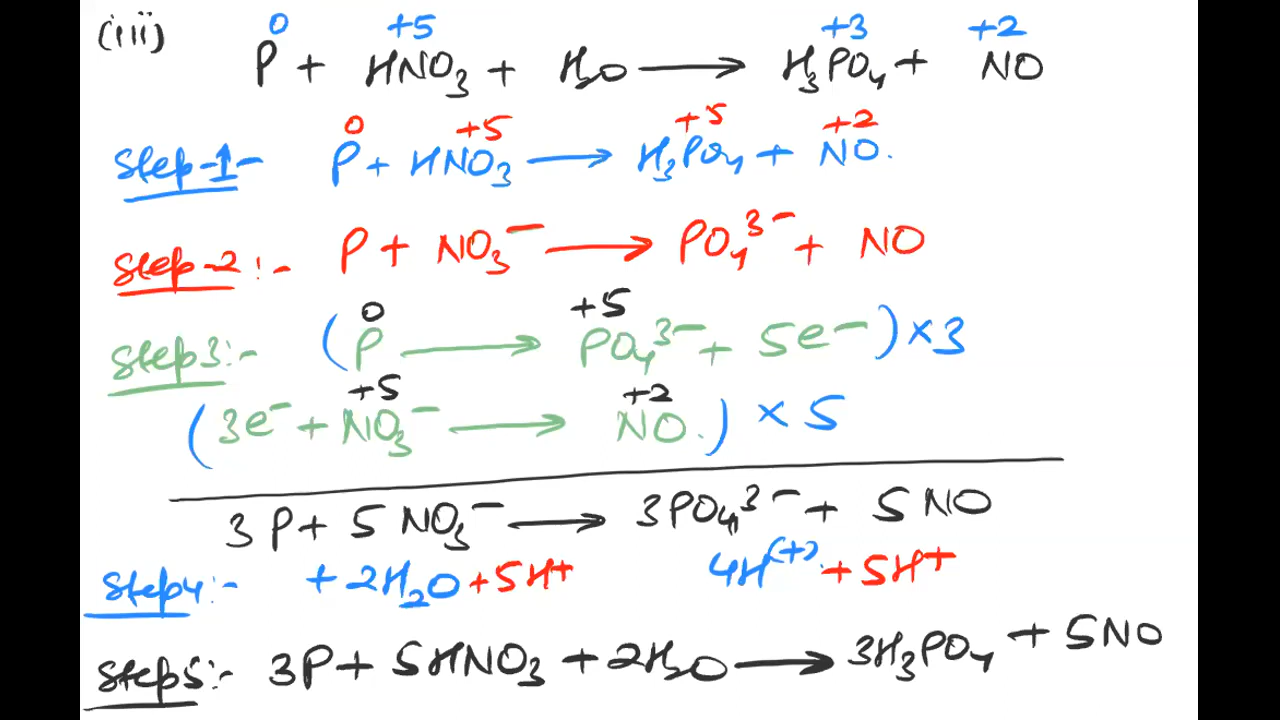 (iii) 0 +5 +3 +2
P + HNO₃ + H₂O ⟶ H₃PO₄ + NO
0 +5 +5 +2
Step-1- P + HNO₃ ⟶ H₃PO₄ + NO.
Step-2:- P + NO₃⁻ ⟶ PO₄³⁻ + NO
0 +5
Step3:- (P ⟶ PO₄³⁻ + 5e⁻) × 3
+5 +2
(3e⁻ + NO₃⁻ ⟶ NO.) × 5
3P + 5NO₃⁻ ⟶ 3PO₄³⁻ + 5NO
Step4:- + 2H₂O + 5H⁺ 4H⁽⁺⁾. + 5H⁺
Step5:- 3P + 5HNO₃ + 2H₂O ⟶ 3H₃PO₄ + 5NO